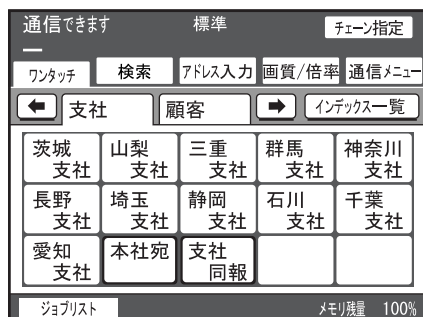 通信できます 標準 チェーン指定
ワンタッチ 検索 アドレス入力 画質/倍率 通信メニュー
支社 顧客 インデックス一覧
茨城 山梨 三重 群馬 神奈川
支社 支社 支社 支社 支社
長野 埼玉 静岡 石川 千葉
支社 支社 支社 支社 支社
愛知 本社宛 支社
支社 同報
ジョブリスト メモリ残量 100%